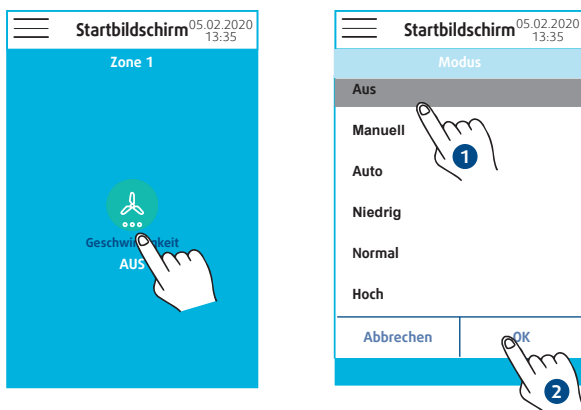 Startbildschirm
05.02.2020
13:35
Zone 1
AUS
Startbildschirm
05.02.2020
13:35
Modus
Aus
Manuell
Auto
Niedrig
Normal
Hoch
1
Abbrechen
OK
2